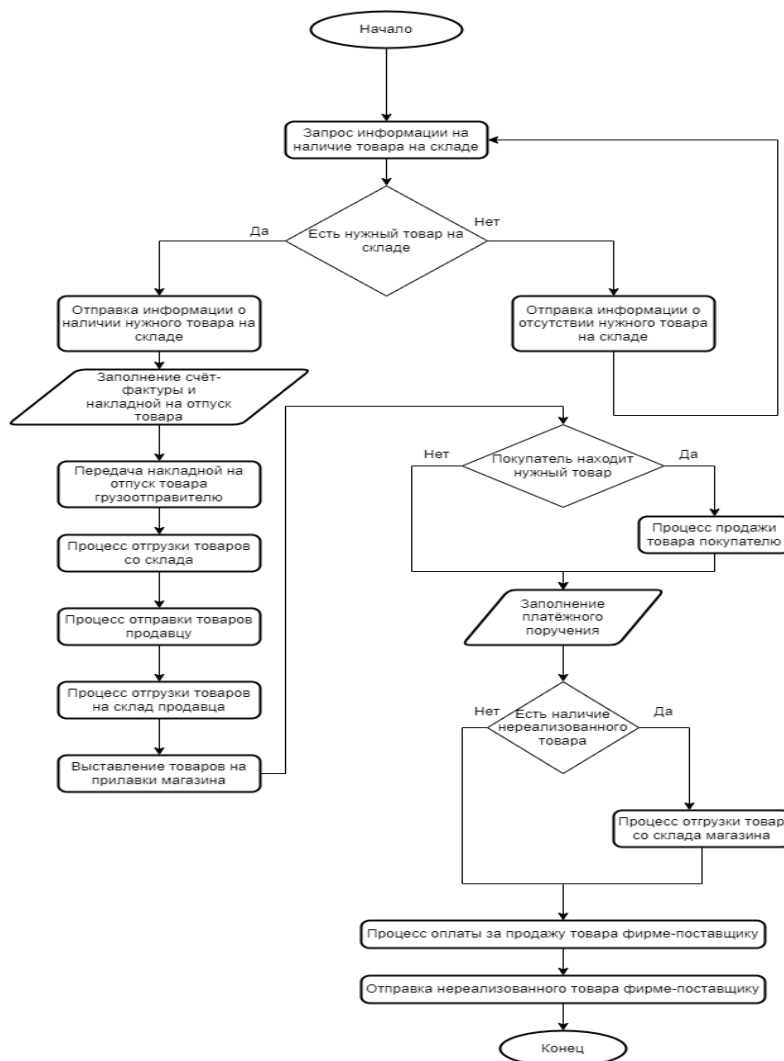 Начало
Запрос информации на
наличие товара на складе
Есть нужный товар на
складе
Да
Нет
Отправка информации о
наличии нужного товара на
складе
Отправка информации о
отсутствии нужного товара
на складе
Заполнение счёт-
фактуры и
накладной на отпуск
товара
Передача накладной на
отпуск товара
грузоотправителю
Процесс отгрузки товаров
со склада
Процесс отправки товаров
продавцу
Процесс отгрузки товаров
на склад продавца
Выставление товаров на
прилавки магазина
Покупатель находит
нужный товар
Нет
Да
Процесс продажи
товара покупателю
Заполнение
платёжного
поручения
Есть наличие
нереализованного
товара
Нет
Да
Процесс отгрузки товар
со склада магазина
Процесс оплаты за продажу товара фирме-поставщику
Отправка нереализованного товара фирме-поставщику
Конец